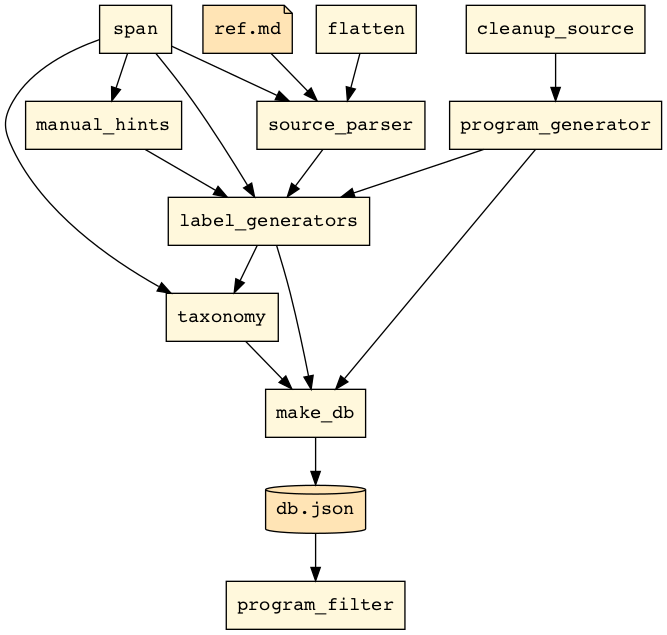 span
ref.md
flatten
cleanup_source
manual_hints
source_parser
program_generator
label_generators
taxonomy
make_db
db.json
program_filter